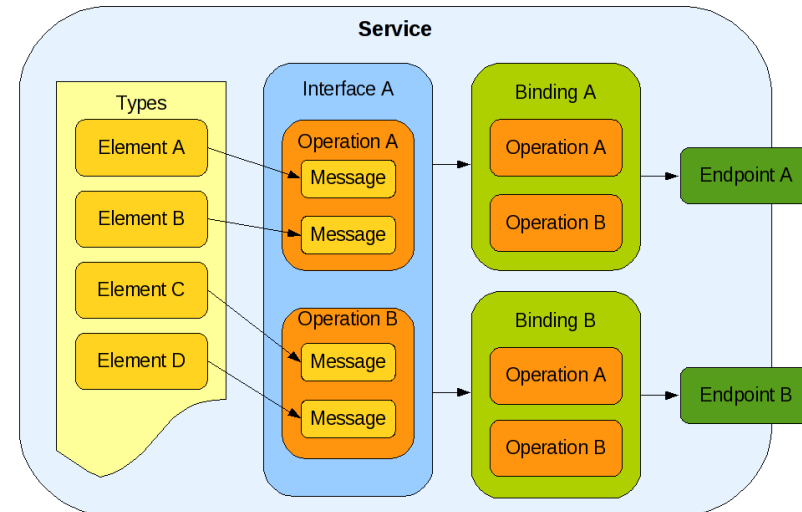 Service
Types
Element A
Element B
Element C
Element D
Interface A
Operation A
Message
Message
Operation B
Message
Message
Binding A
Operation A
Operation B
Binding B
Operation A
Operation B
Endpoint A
Endpoint B